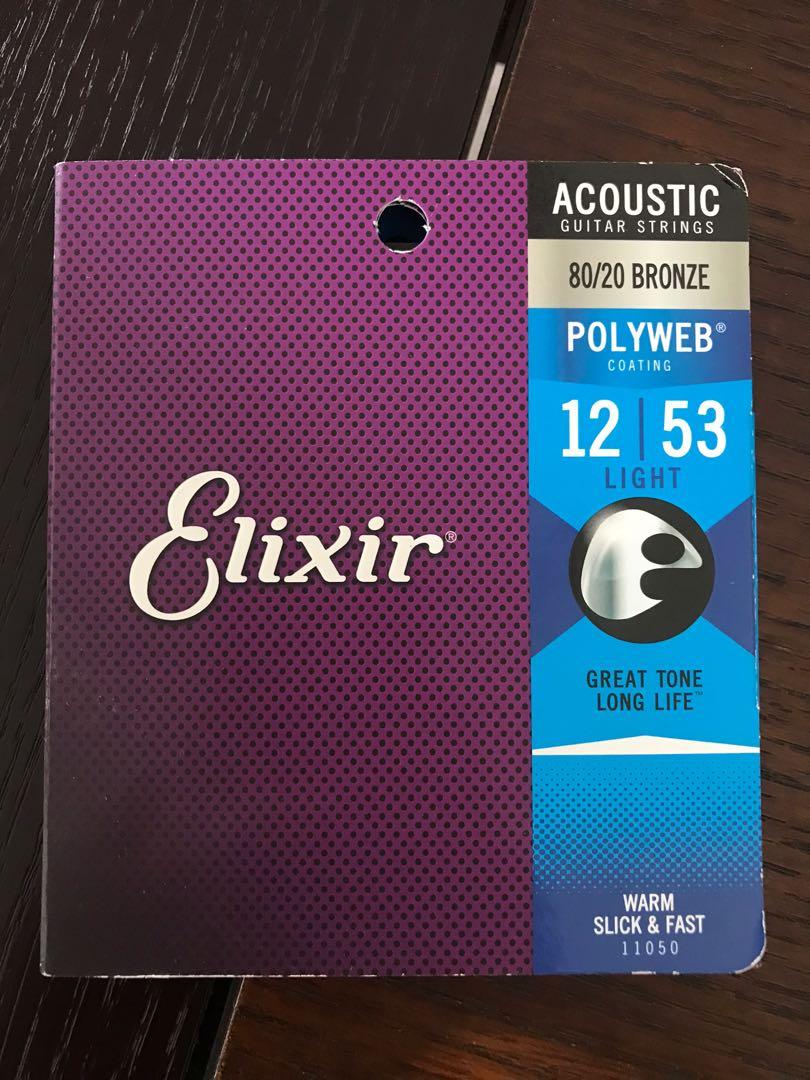 Elixir®
ACOUSTIC
GUITAR STRINGS
80/20 BRONZE
POLYWEB®
COATING
12 | 53
LIGHT
GREAT TONE
LONG LIFE™
WARM
SLICK & FAST
11050